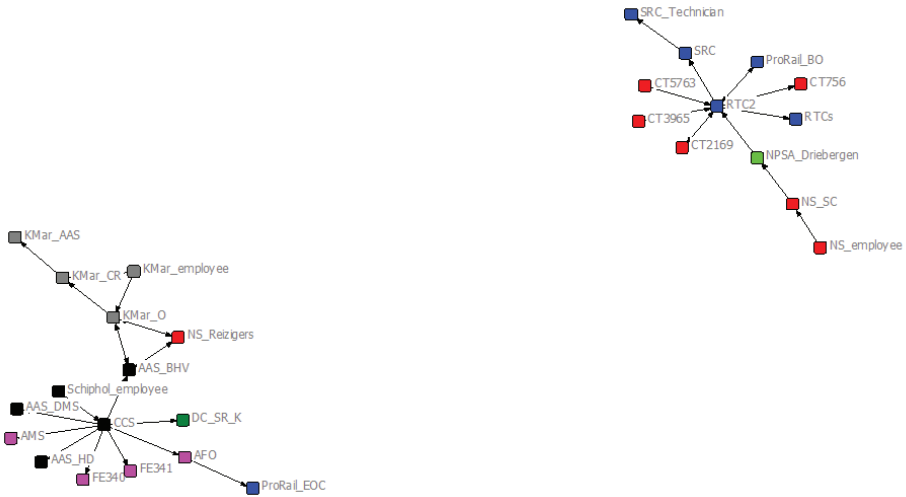 SRC_Technician
SRC
ProRail_BO
CT5763
CT756
RTC2
CT3965
RTCs
CT2169
NPSA_Driebergen
NS_SC
NS_employee
KMar_AAS
KMar_employee
KMar_CR
KMar_O
NS_Reizigers
AAS_BHV
Schiphol_employee
AAS_DMS
DC_SR_K
CCS
AMS
AAS_HD
AFO
FE341
FE340
ProRail_EOC